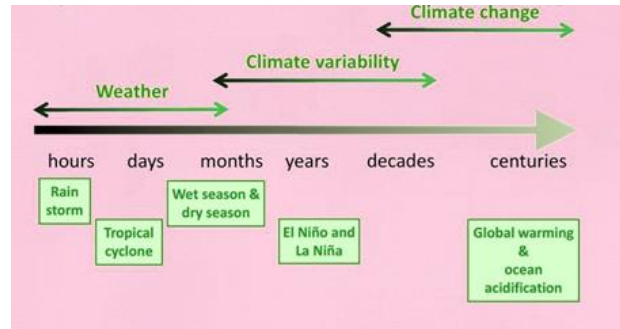 Climate change
Climate variability
Weather
hours days months years decades centuries
Rain
storm
Tropical
cyclone
Wet season &
dry season
El Niño and
La Niña
Global warming
&
ocean
acidification